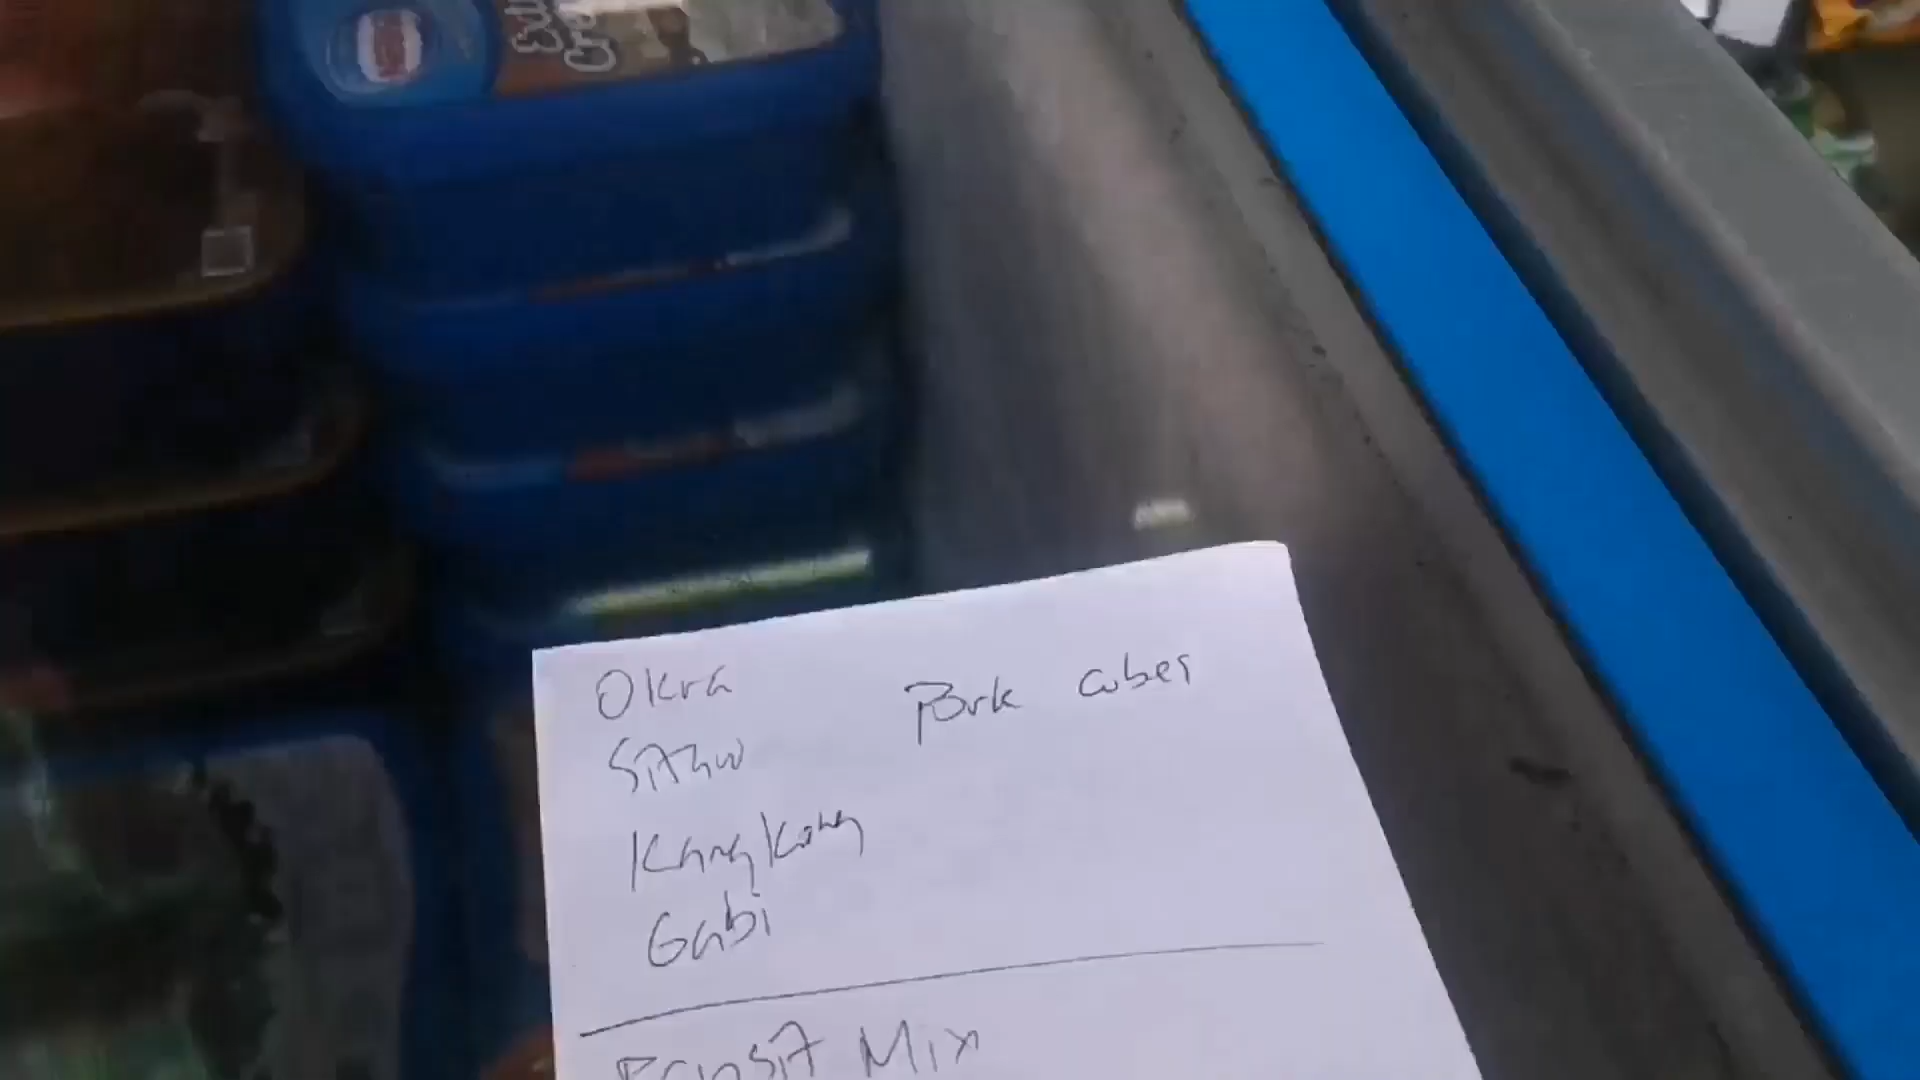 Okra
Pork cubes
Sitaw
Kangkong
Gabi
Pansit Mix